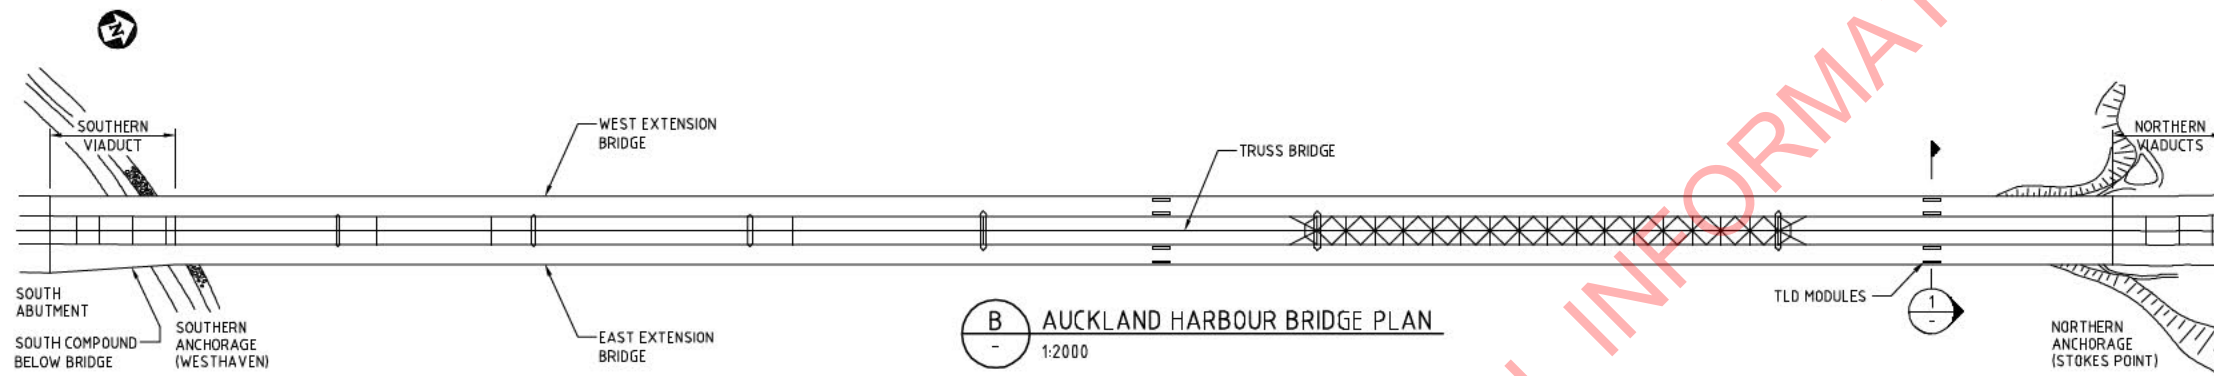 N
SOUTHERN
VIADUCT
WEST EXTENSION
BRIDGE
TRUSS BRIDGE
NORTHERN
VIADUCTS
SOUTH
ABUTMENT
SOUTH COMPOUND
BELOW BRIDGE
SOUTHERN
ANCHORAGE
(WESTHAVEN)
EAST EXTENSION
BRIDGE
B
-
AUCKLAND HARBOUR BRIDGE PLAN
1:2000
TLD MODULES
1
-
NORTHERN
ANCHORAGE
(STOKES POINT)
INFORMAT